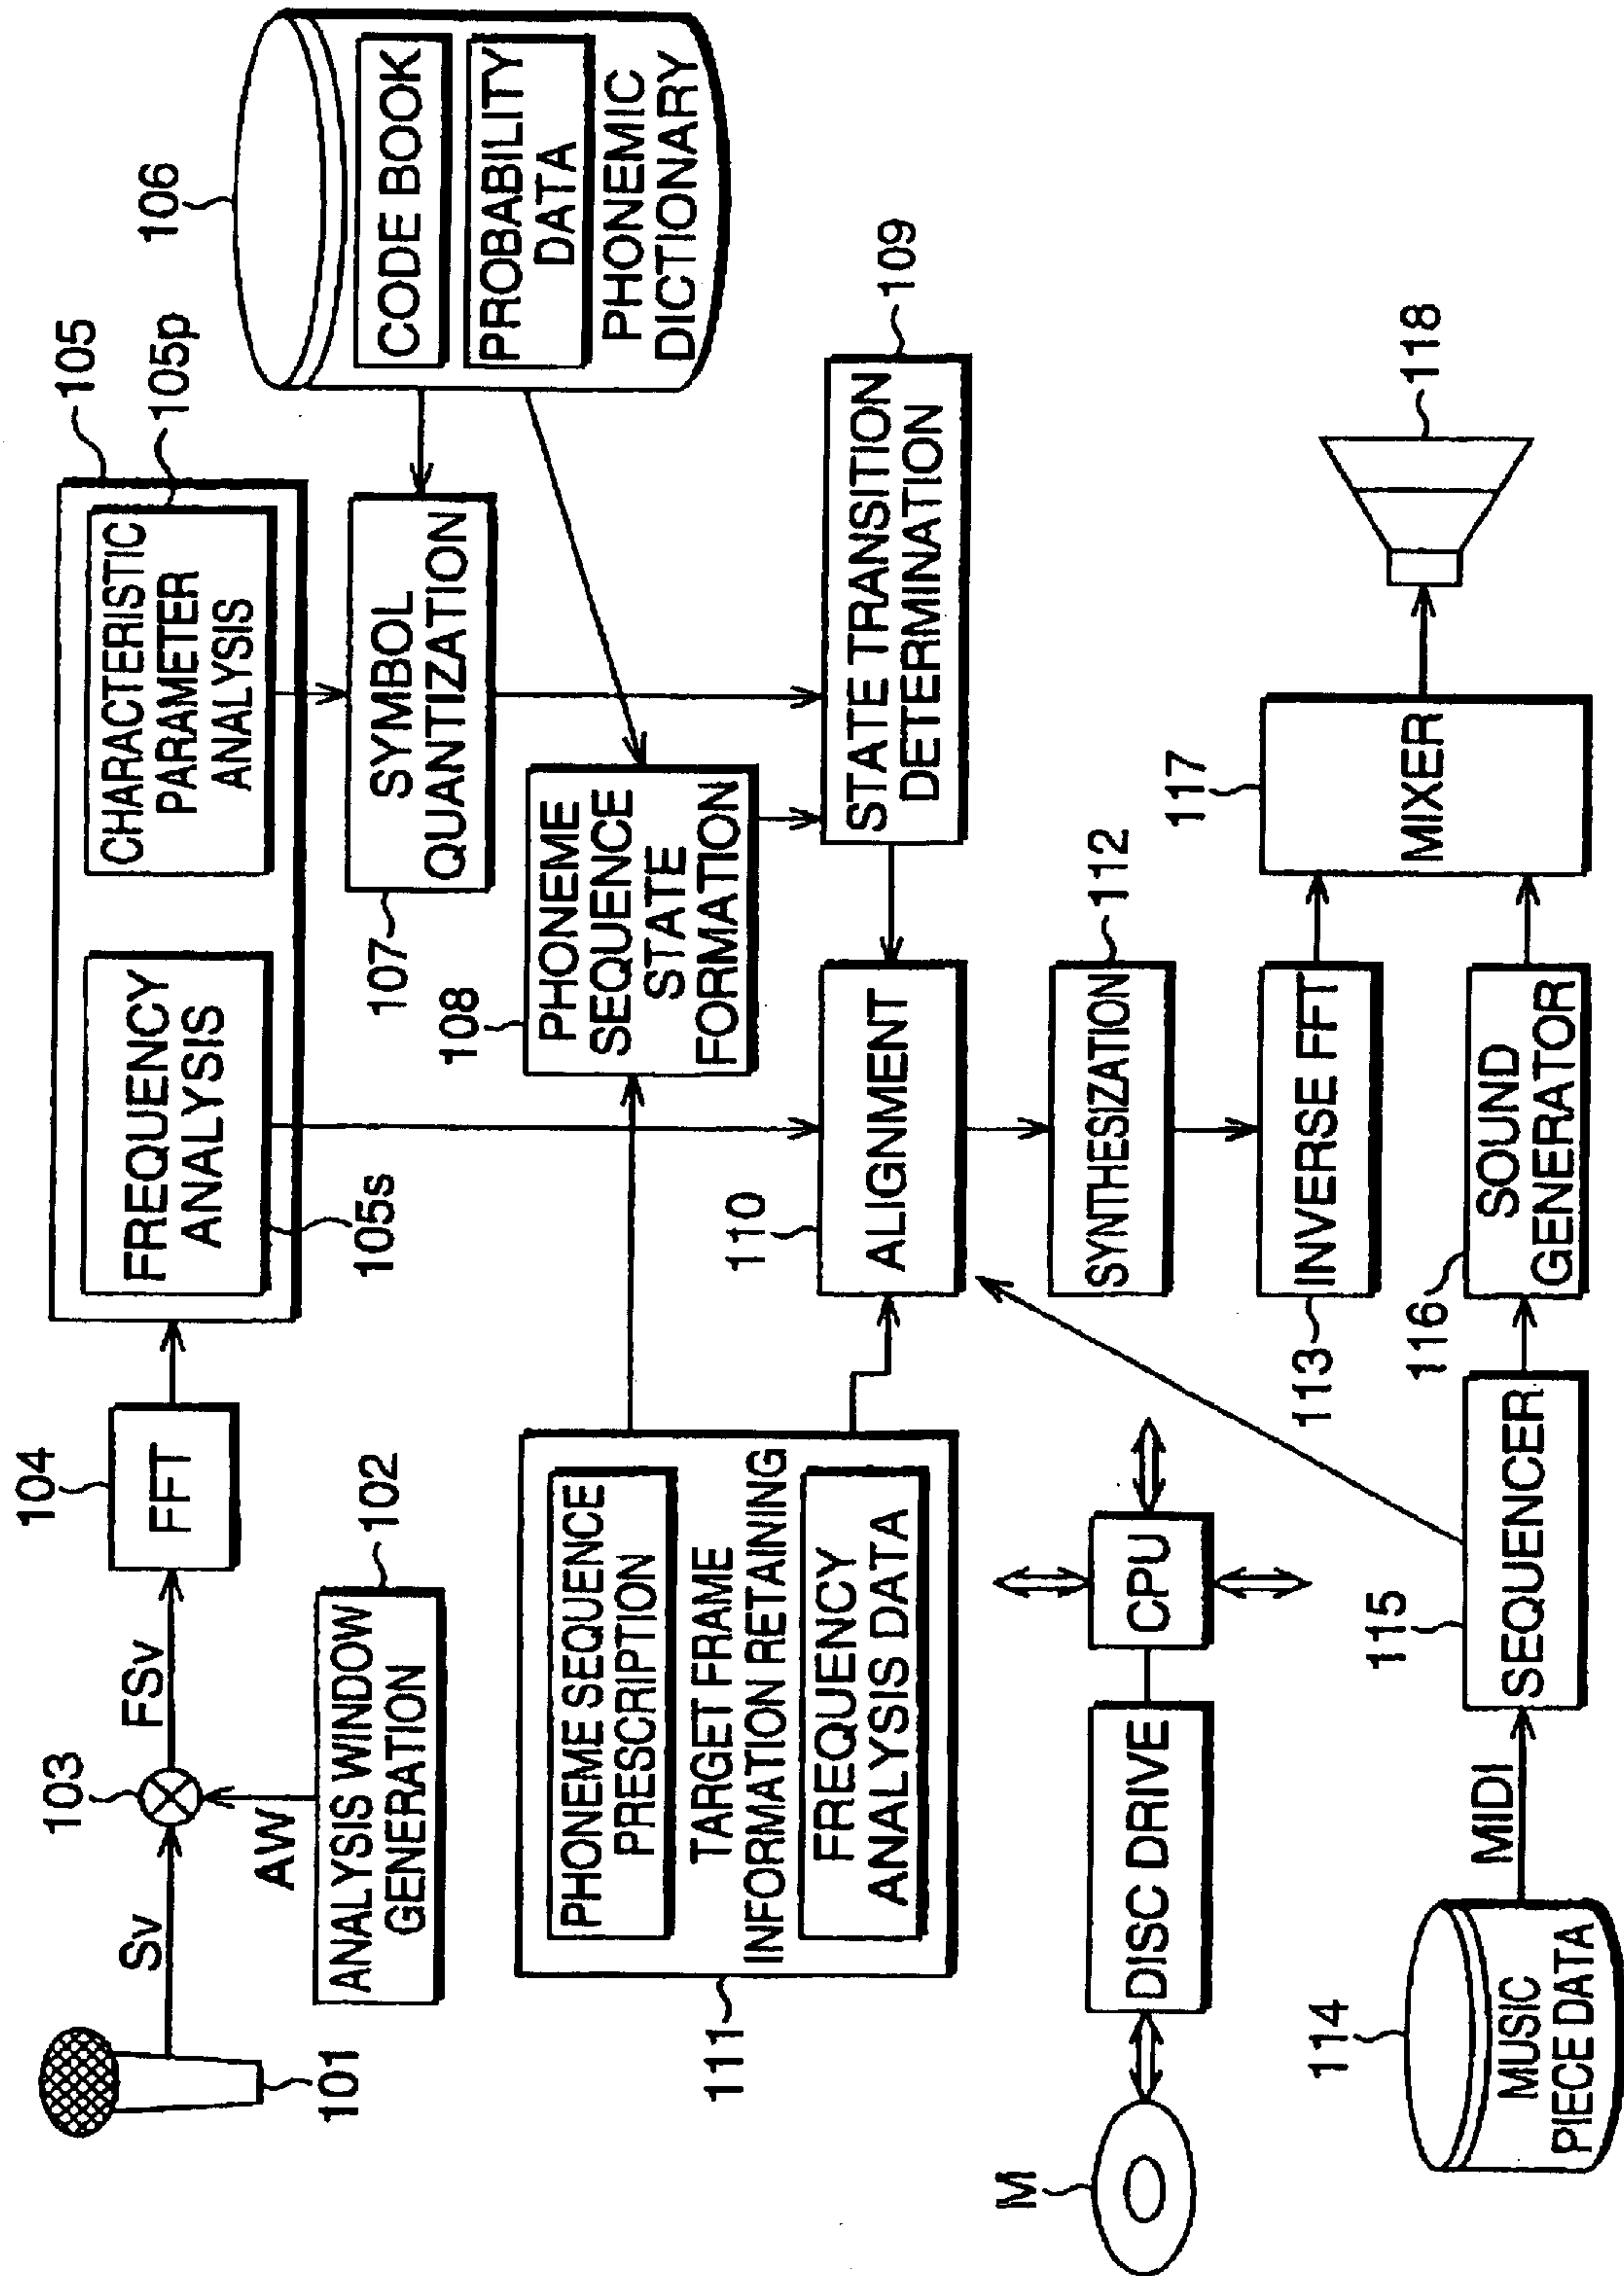 101
Sv
103
FSv
AW
ANALYSIS WINDOW
GENERATION
102
104
FFT
105
FREQUENCY
ANALYSIS
105s
CHARACTERISTIC
PARAMETER
ANALYSIS
105p
106
CODE BOOK
PROBABILITY
DATA
PHONEMIC
DICTIONARY
107
SYMBOL
QUANTIZATION
108
PHONEME
SEQUENCE
STATE
FORMATION
109
STATE TRANSITION
DETERMINATION
111
PHONEME SEQUENCE
PRESCRIPTION
TARGET FRAME
INFORMATION RETAINING
FREQUENCY
ANALYSIS DATA
110
ALIGNMENT
112
SYNTHESIZATION
113
INVERSE FFT
M
DISC DRIVE
CPU
114
MUSIC
PIECE DATA
MIDI
115
SEQUENCER
116
SOUND
GENERATOR
117
MIXER
118